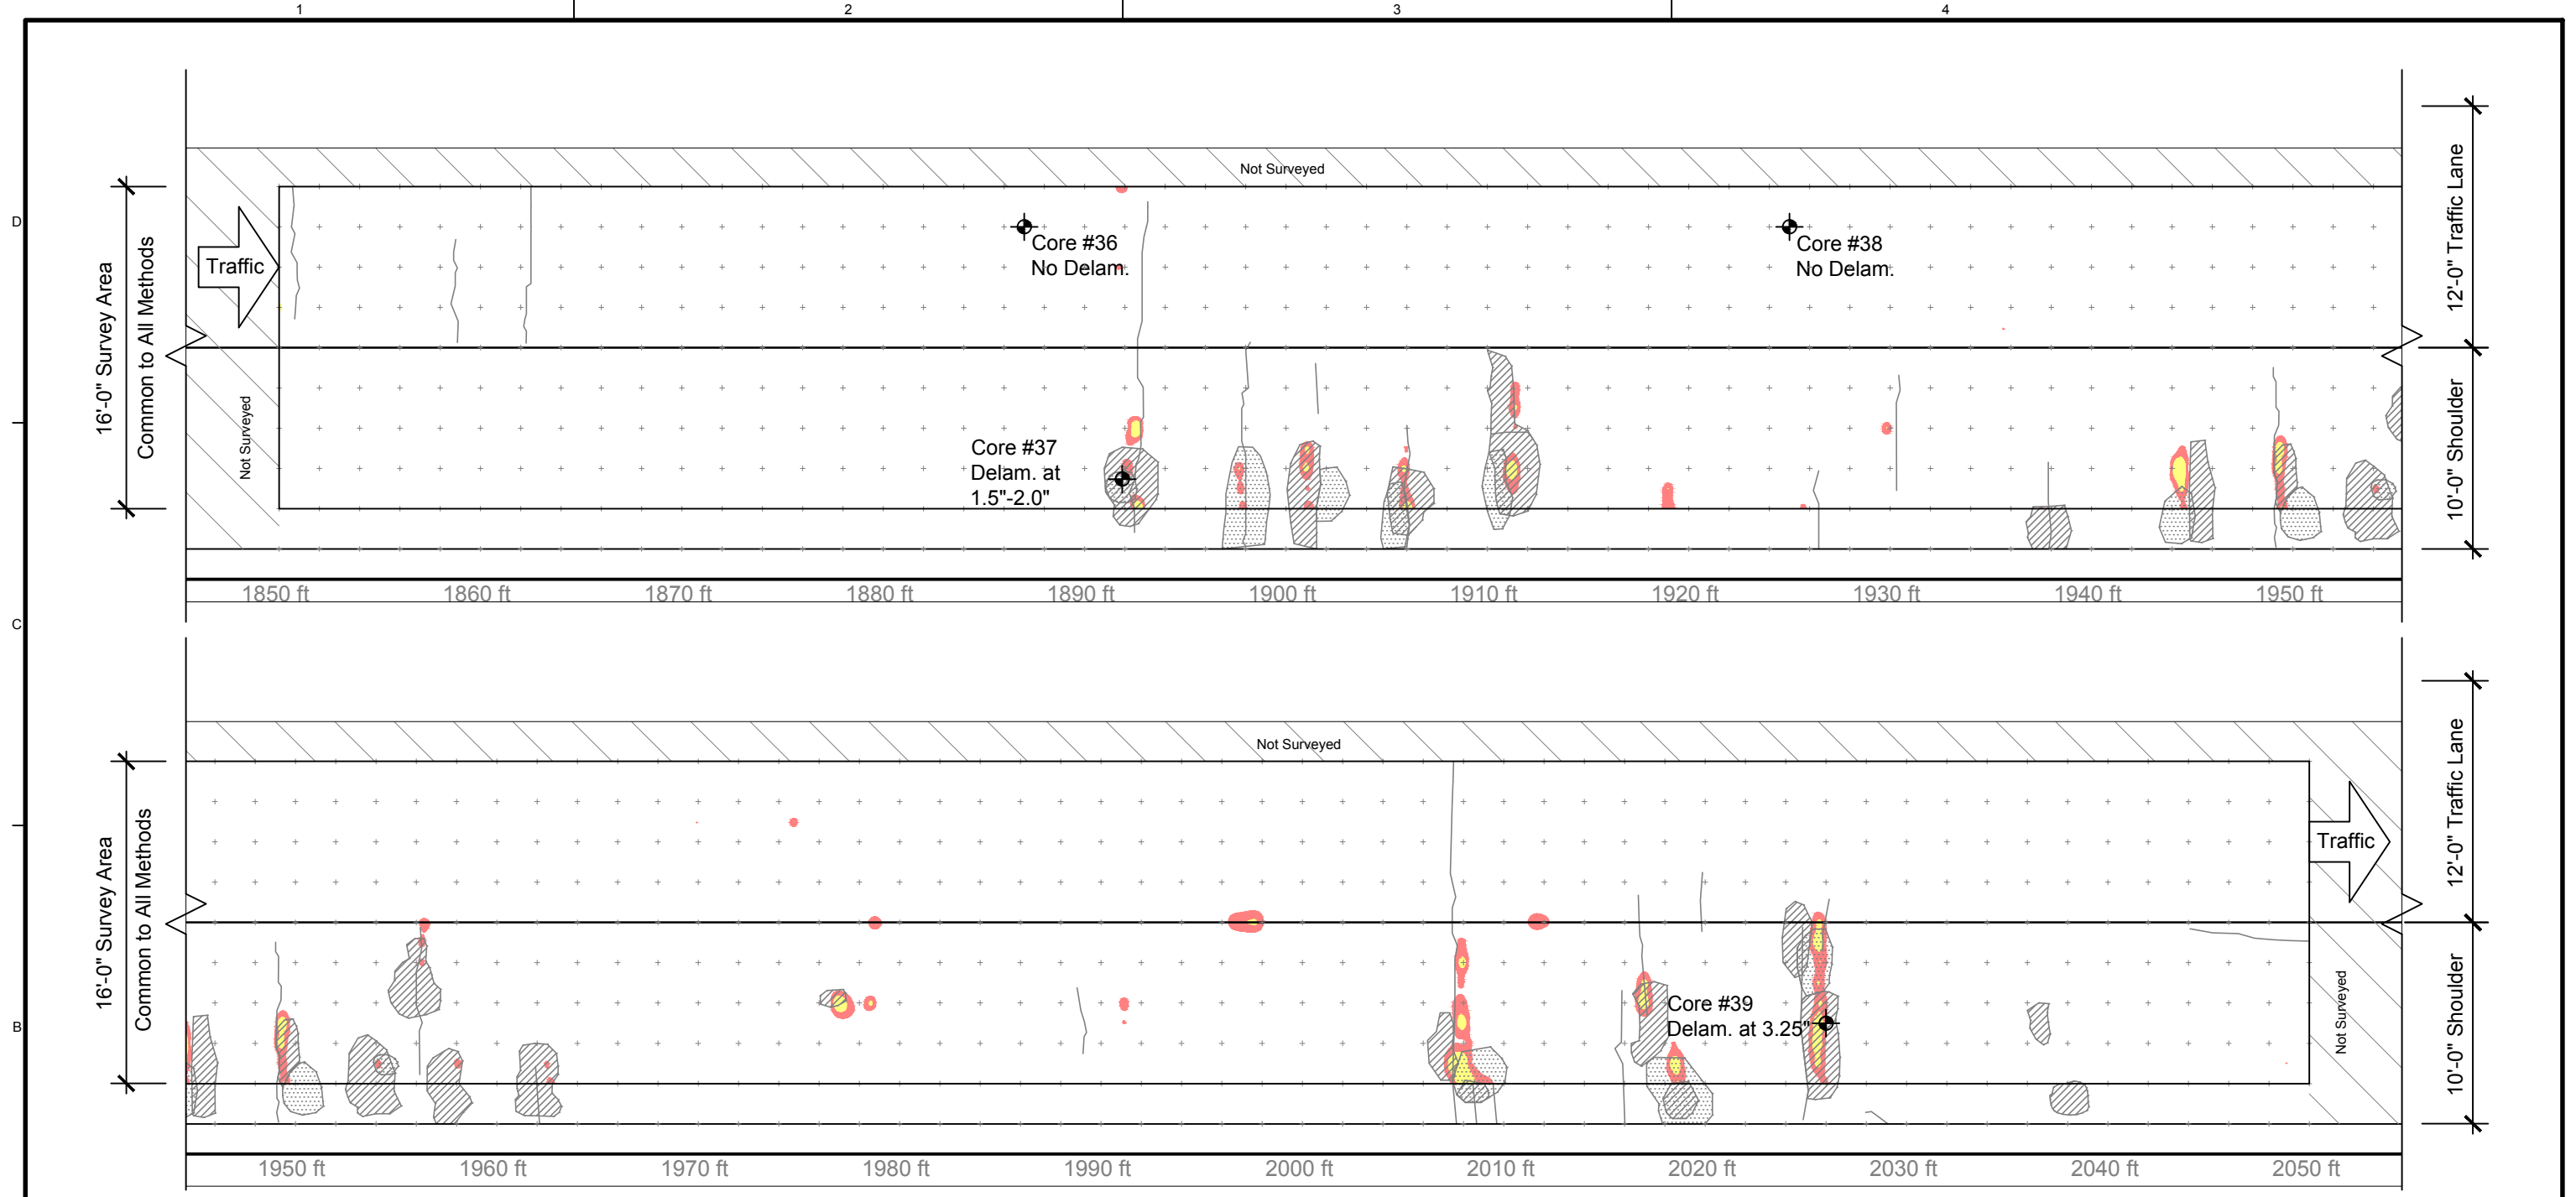 1 2 3 4
D
C
B
Not Surveyed
16'-0" Survey Area
Common to All Methods
Traffic
Not Surveyed
Core #36
No Delam.
Core #38
No Delam.
Core #37
Delam. at
1.5"-2.0"
12'-0" Traffic Lane
10'-0" Shoulder
1850 ft 1860 ft 1870 ft 1880 ft 1890 ft 1900 ft 1910 ft 1920 ft 1930 ft 1940 ft 1950 ft
Not Surveyed
16'-0" Survey Area
Common to All Methods
Traffic
Core #39
Delam. at 3.25"
Not Surveyed
12'-0" Traffic Lane
10'-0" Shoulder
1950 ft 1960 ft 1970 ft 1980 ft 1990 ft 2000 ft 2010 ft 2020 ft 2030 ft 2040 ft 2050 ft